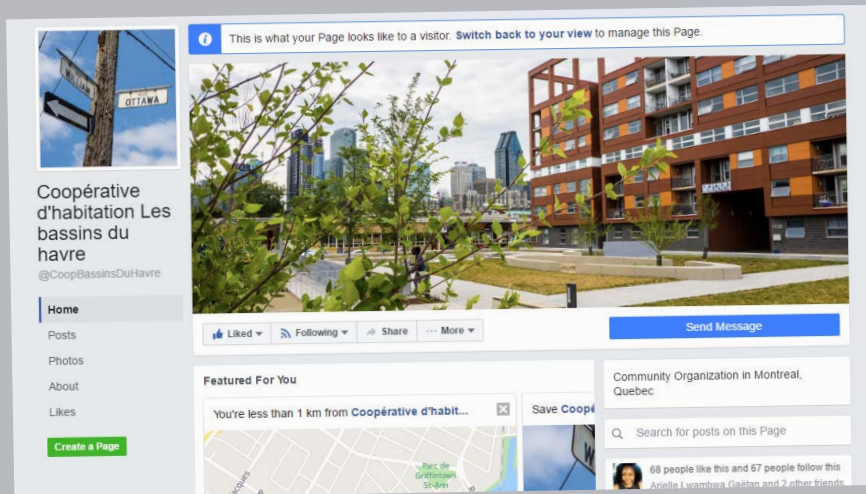 This is what your Page looks like to a visitor. Switch back to your view to manage this Page.
OTTAWA
Coopérative
d'habitation Les
bassins du
havre
@CoopBassinsDuHavre
Home
Posts
Photos
About
Likes
Create a Page
Liked
Following
Share
··· More
Send Message
Featured For You
You're less than 1 km from Coopérative d'habit...
Save Coopé
Parc de
Griffintown
St-Ann
W
Community Organization in Montreal,
Quebec
Search for posts on this Page
68 people like this and 67 people follow this
Arielle Lwambwa Gaëtan and 2 other friends